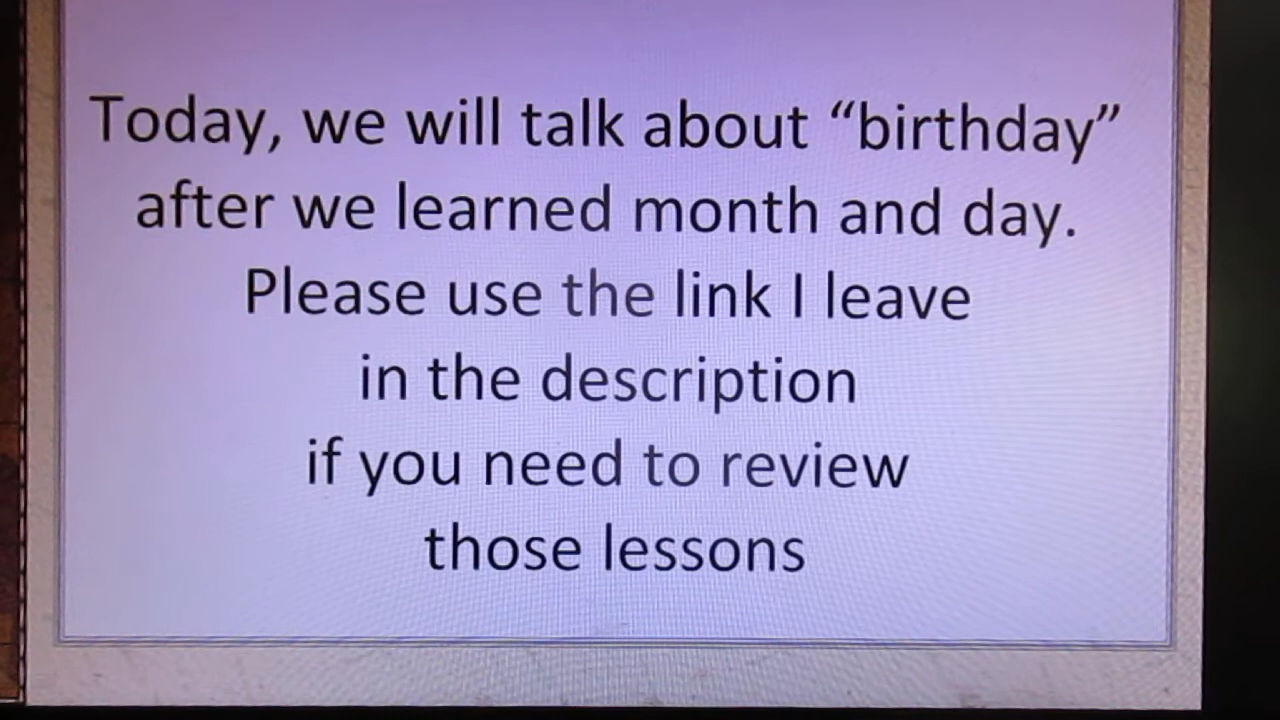 Today, we will talk about “birthday”
after we learned month and day.
Please use the link I leave
in the description
if you need to review
those lessons